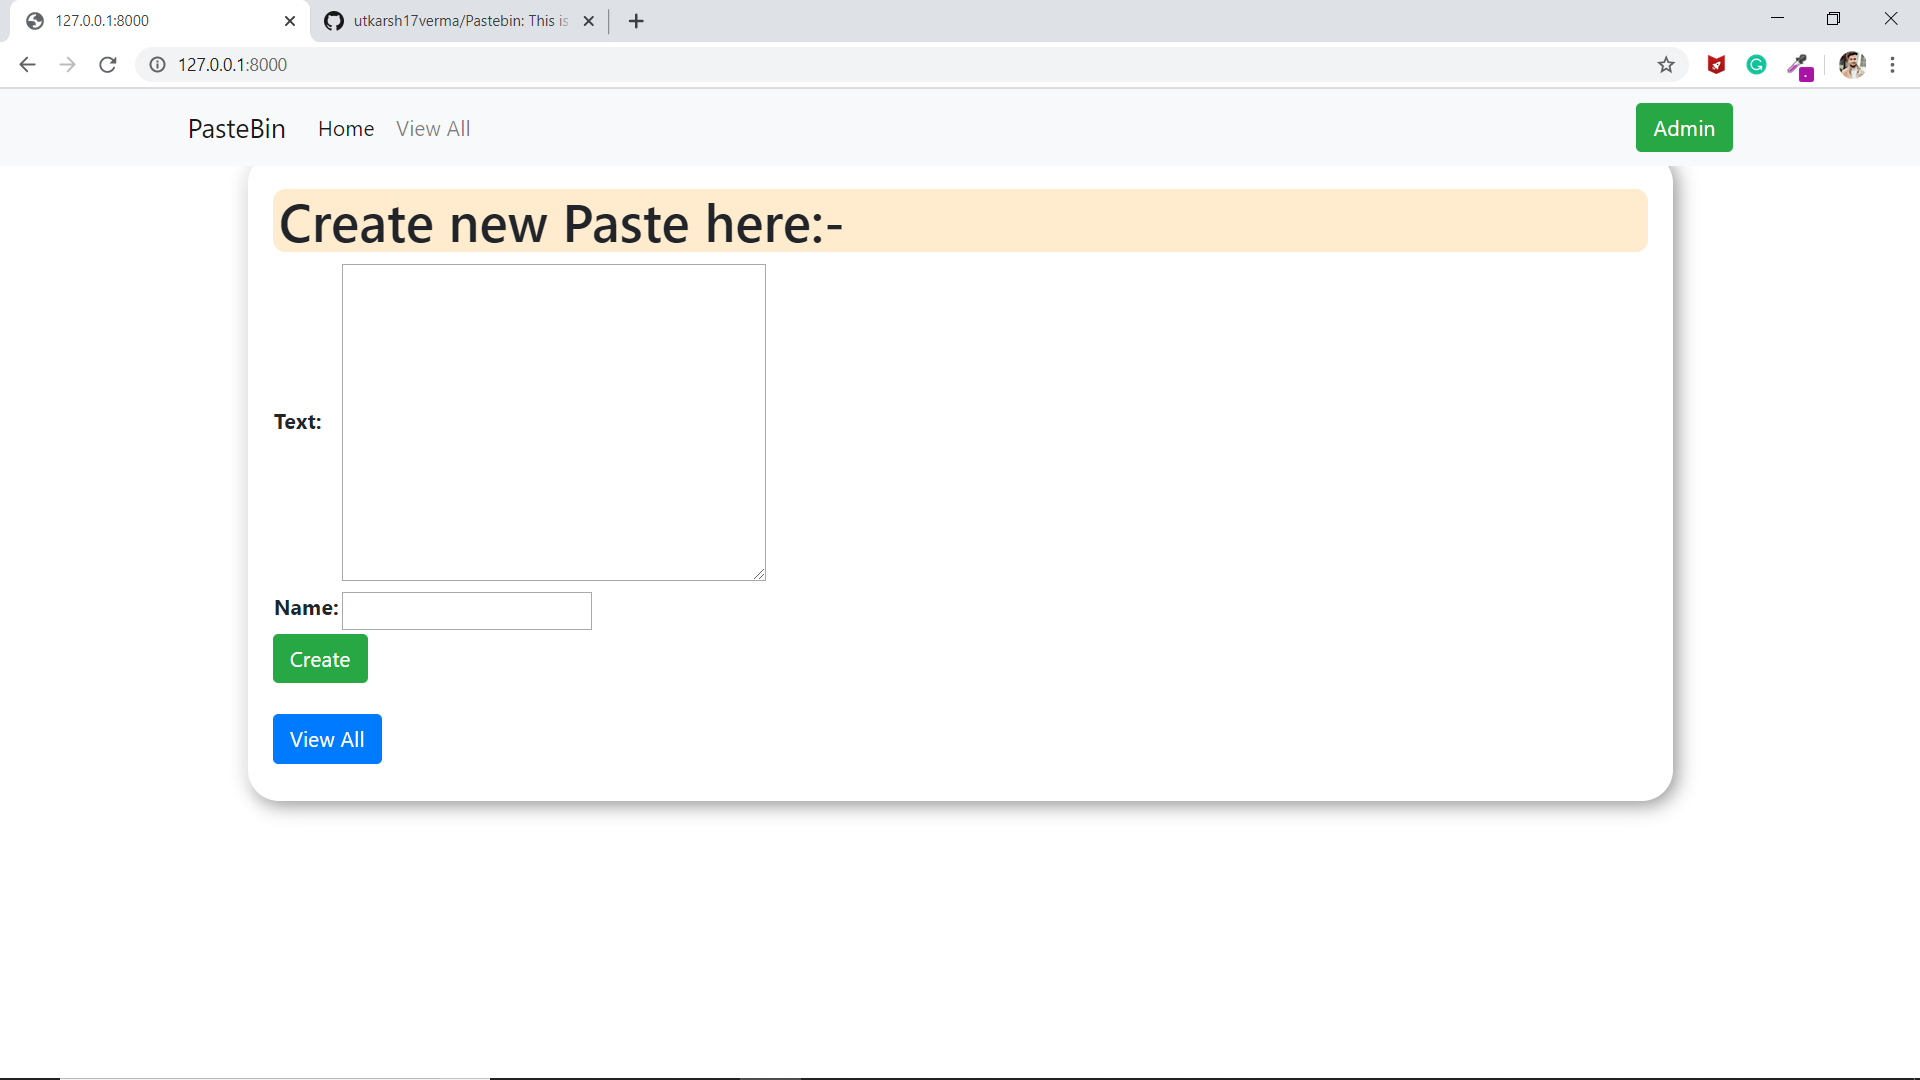 127.0.0.1:8000
utkarsh17verma/Pastebin: This is
127.0.0.1:8000
PasteBin Home View All Admin
Create new Paste here:-
Text:
Name:
Create
View All